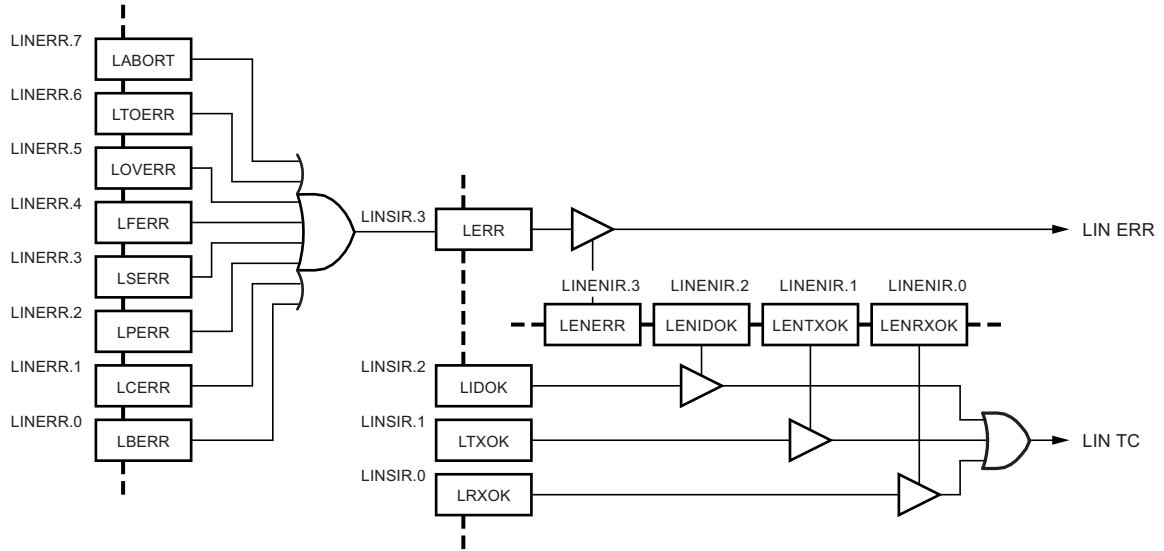 LINERR.7
LABORT
LINERR.6
LTOERR
LINERR.5
LOVERR
LINERR.4
LFERR
LINERR.3
LSERR
LINERR.2
LPERR
LINERR.1
LCERR
LINERR.0
LBERR
LINSIR.3
LERR
LIN ERR
LINENIR.3 LINENIR.2 LINENIR.1 LINENIR.0
LENERR LENIDOK LENTXOK LENRXOK
LINSIR.2
LIDOK
LINSIR.1
LTXOK
LIN TC
LINSIR.0
LRXOK